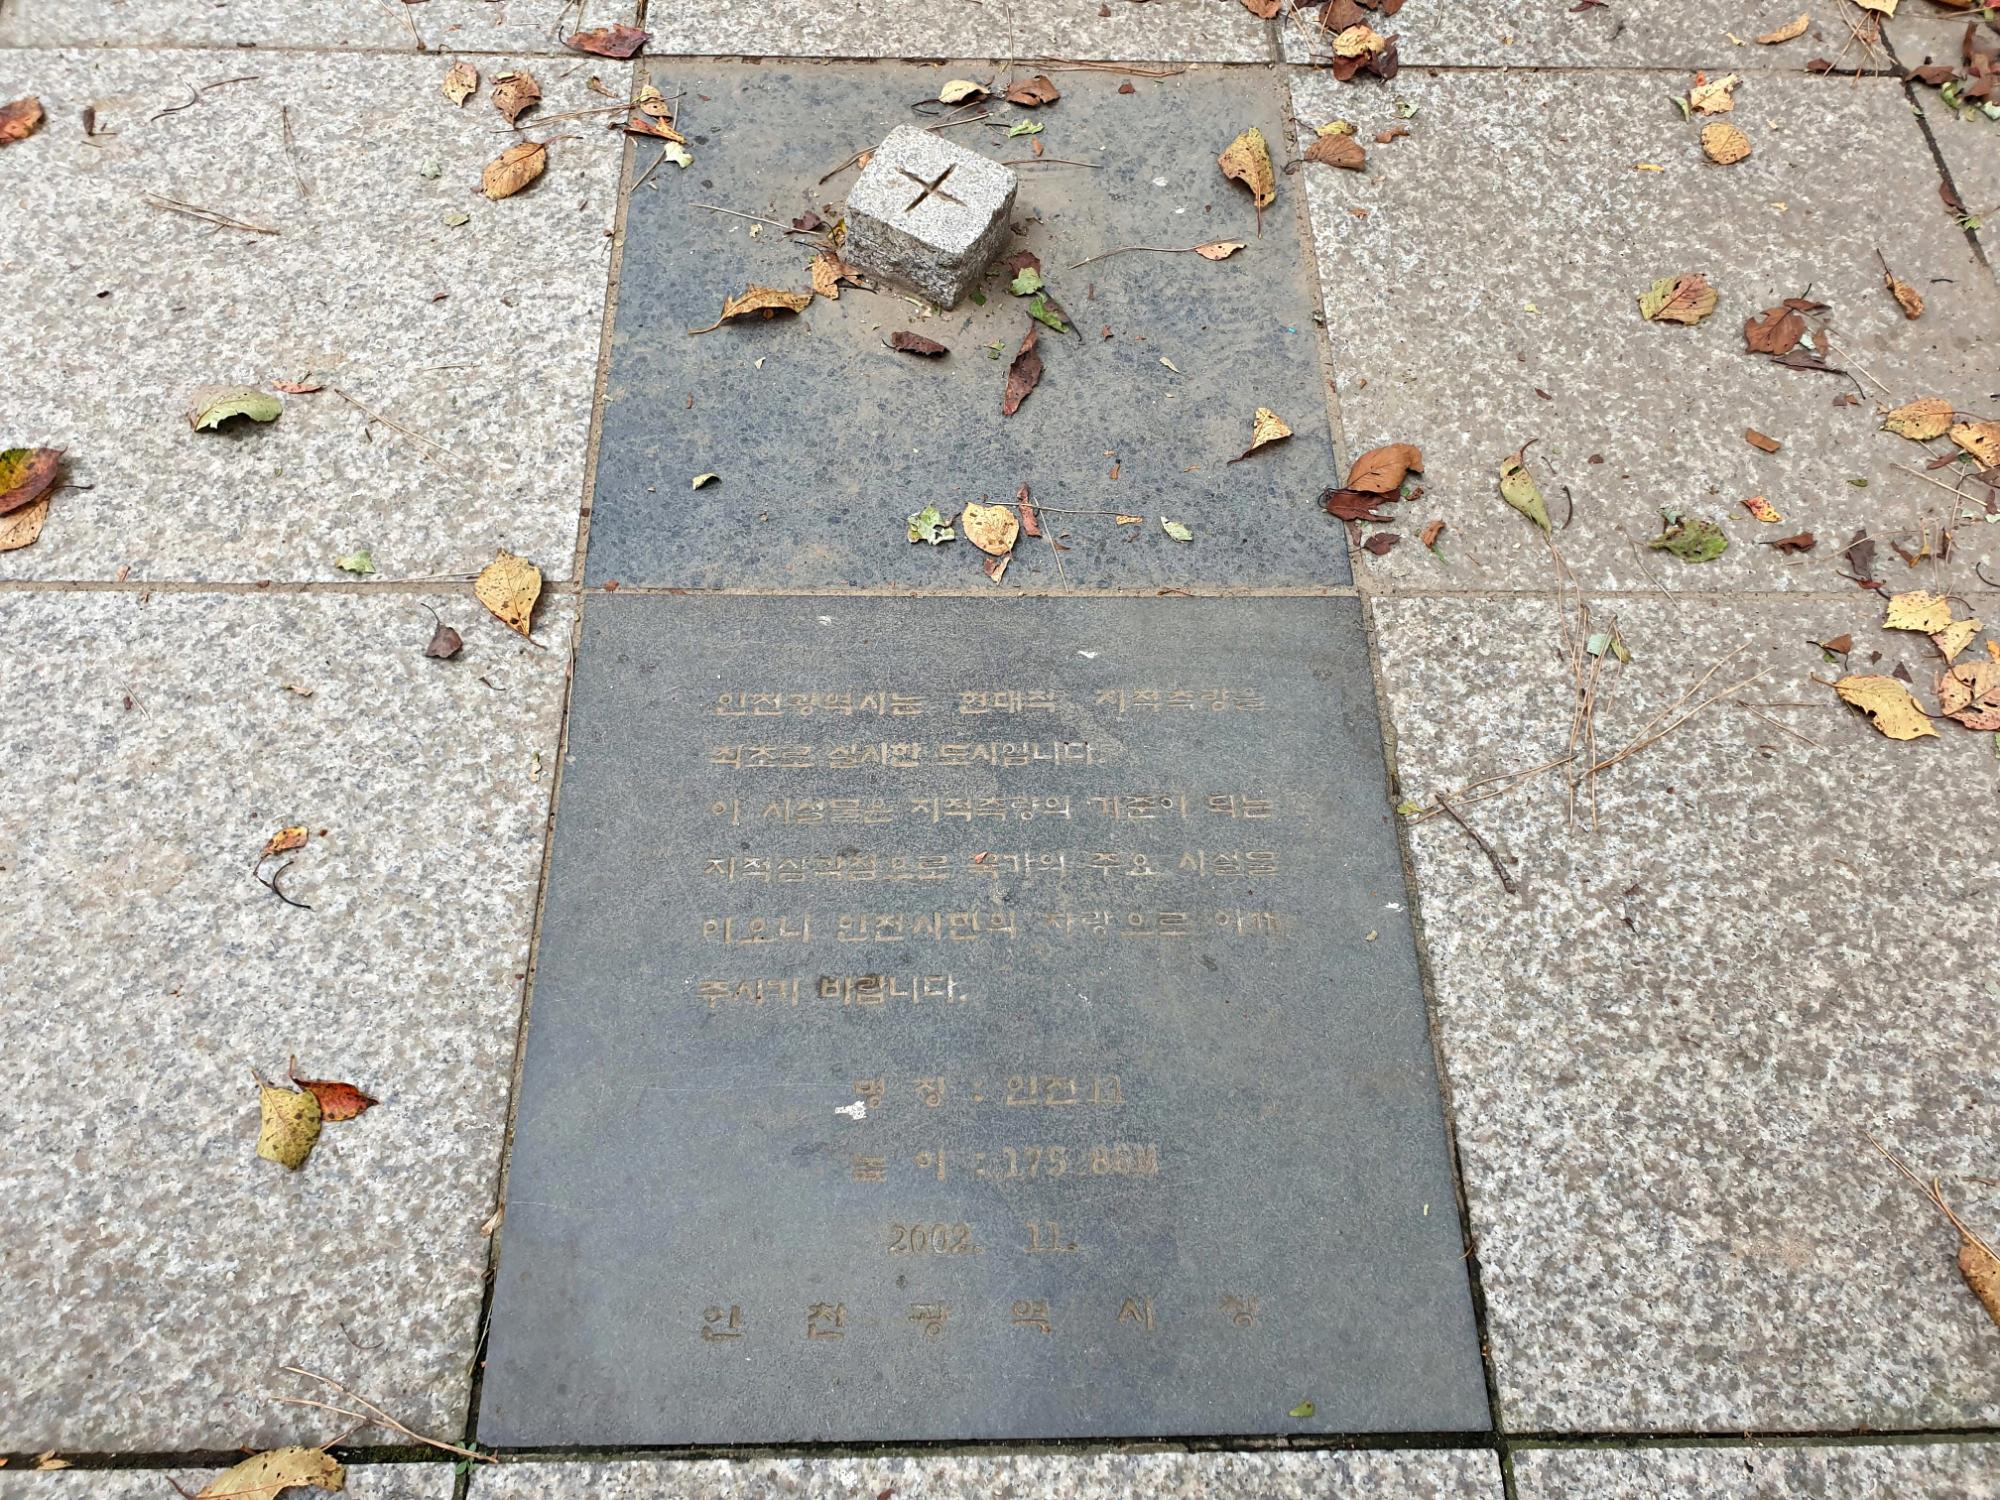 인천광역시는 현대적 지적측량을
최초로 실시한 도시입니다.
이 시설물은 지적측량의 기준이 되는
지적삼각점으로 국가의 주요 시설물
이오니 인천시민의 자랑으로 아껴
주시기 바랍니다.
명 칭 : 인천11
높이 : 175.86M
2002. 11.
인천광역시장